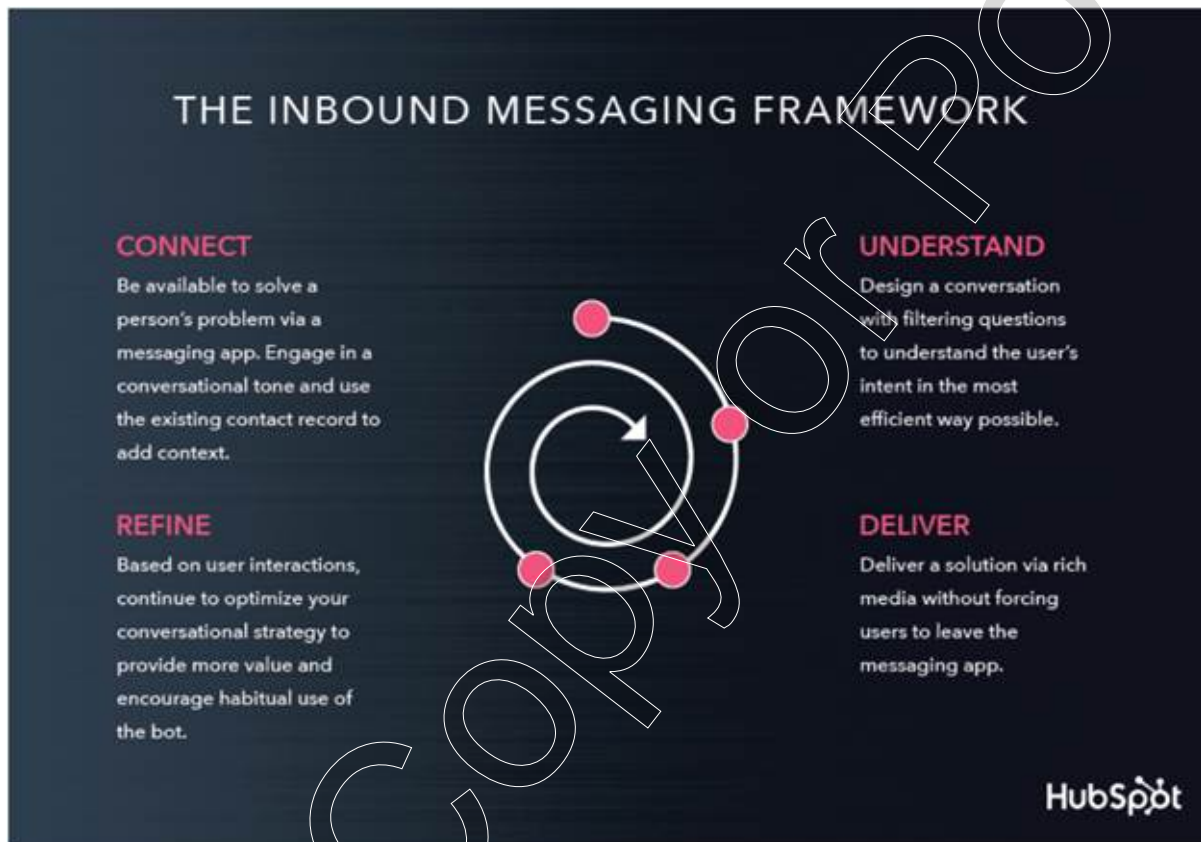 THE INBOUND MESSAGING FRAMEWORK
CONNECT
Be available to solve a
person's problem via a
messaging app. Engage in a
conversational tone and use
the existing contact record to
add context.
UNDERSTAND
Design a conversation
with filtering questions
to understand the user's
intent in the most
efficient way possible.
REFINE
Based on user interactions,
continue to optimize your
conversational strategy to
provide more value and
encourage habitual use of
the bot.
DELIVER
Deliver a solution via rich
media without forcing
users to leave the
messaging app.
HubSpot
Copy or Po